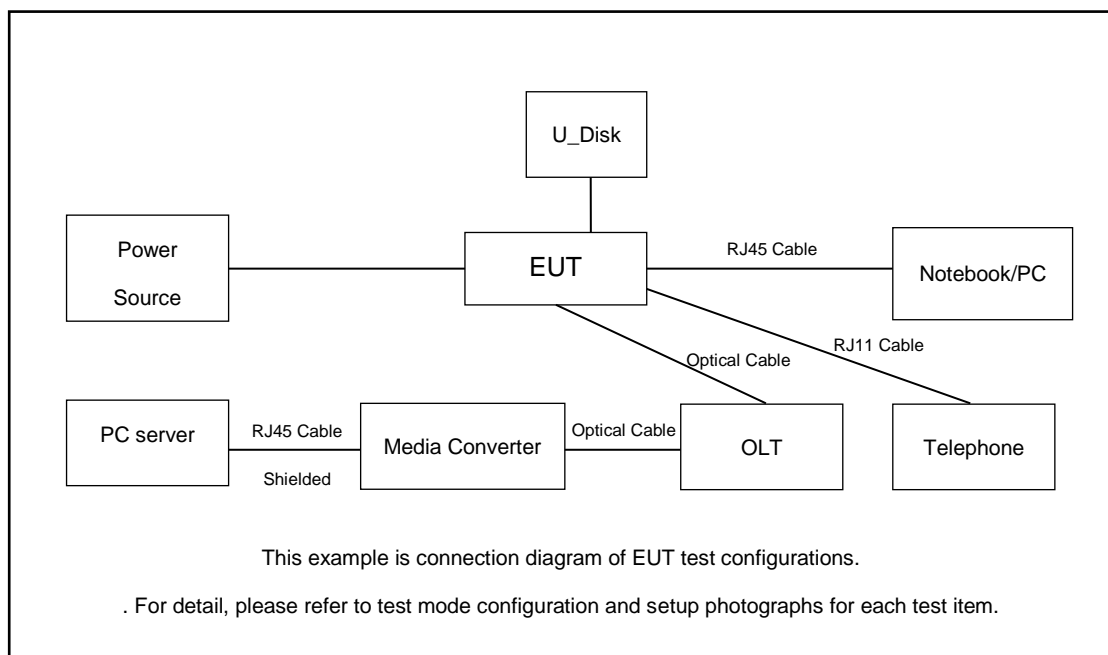 U_Disk
Power
Source
EUT
RJ45 Cable
Notebook/PC
RJ11 Cable
Optical Cable
PC server
RJ45 Cable
Shielded
Media Converter
Optical Cable
OLT
Telephone
This example is connection diagram of EUT test configurations.
. For detail, please refer to test mode configuration and setup photographs for each test item.